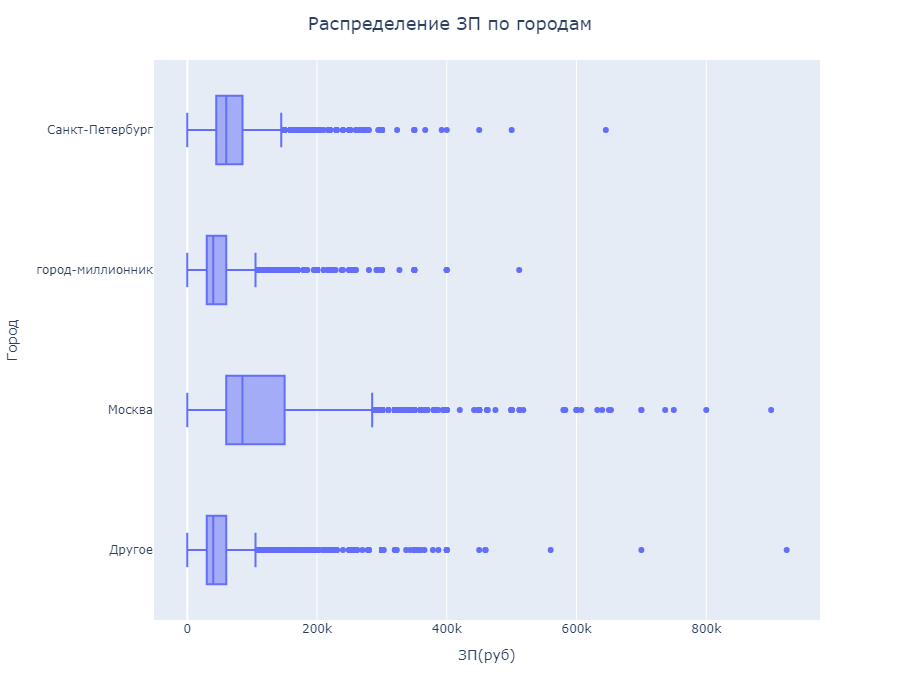 Распределение ЗП по городам
Санкт-Петербург
город-миллионник
Москва
Другое
Город
0
200k
400k
600k
800k
ЗП(руб)